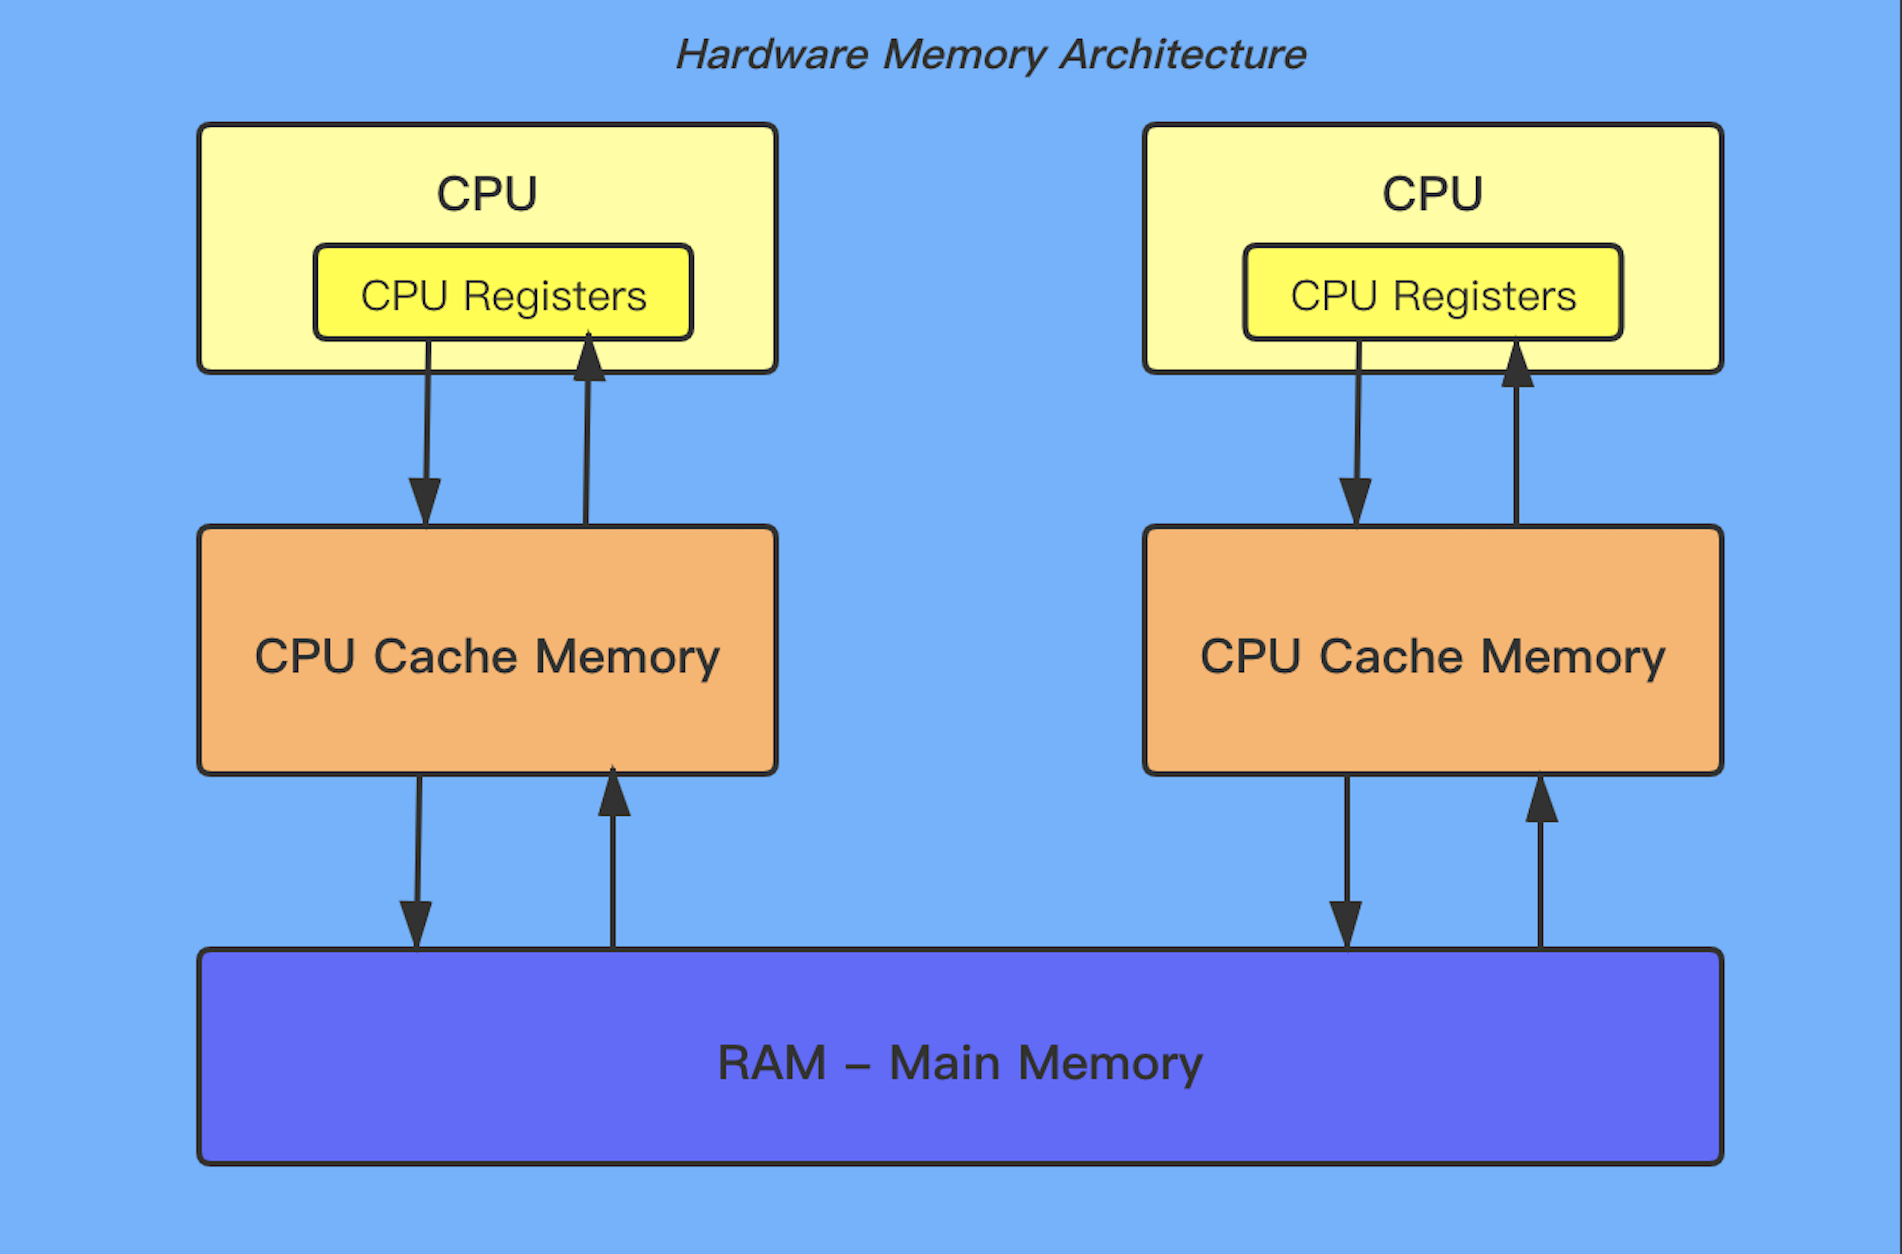 Hardware Memory Architecture
CPU
CPU Registers
CPU
CPU Registers
CPU Cache Memory
CPU Cache Memory
RAM – Main Memory